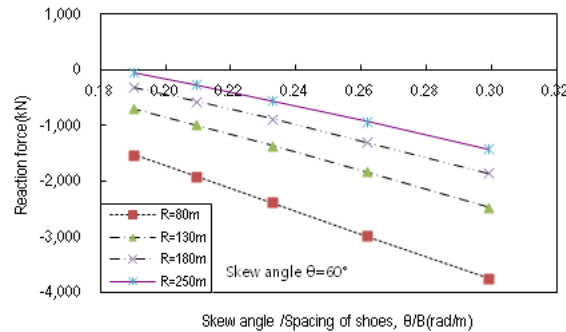 1,000
0
0.18 0.20 0.22 0.24 0.26 0.28 0.30 0.32
-1,000
-2,000
-3,000
-4,000
Reaction force(kN)
R=80m
R=130m
R=180m
R=250m
Skew angle θ=60°
Skew angle /Spacing of shoes, θ/B(rad/m)